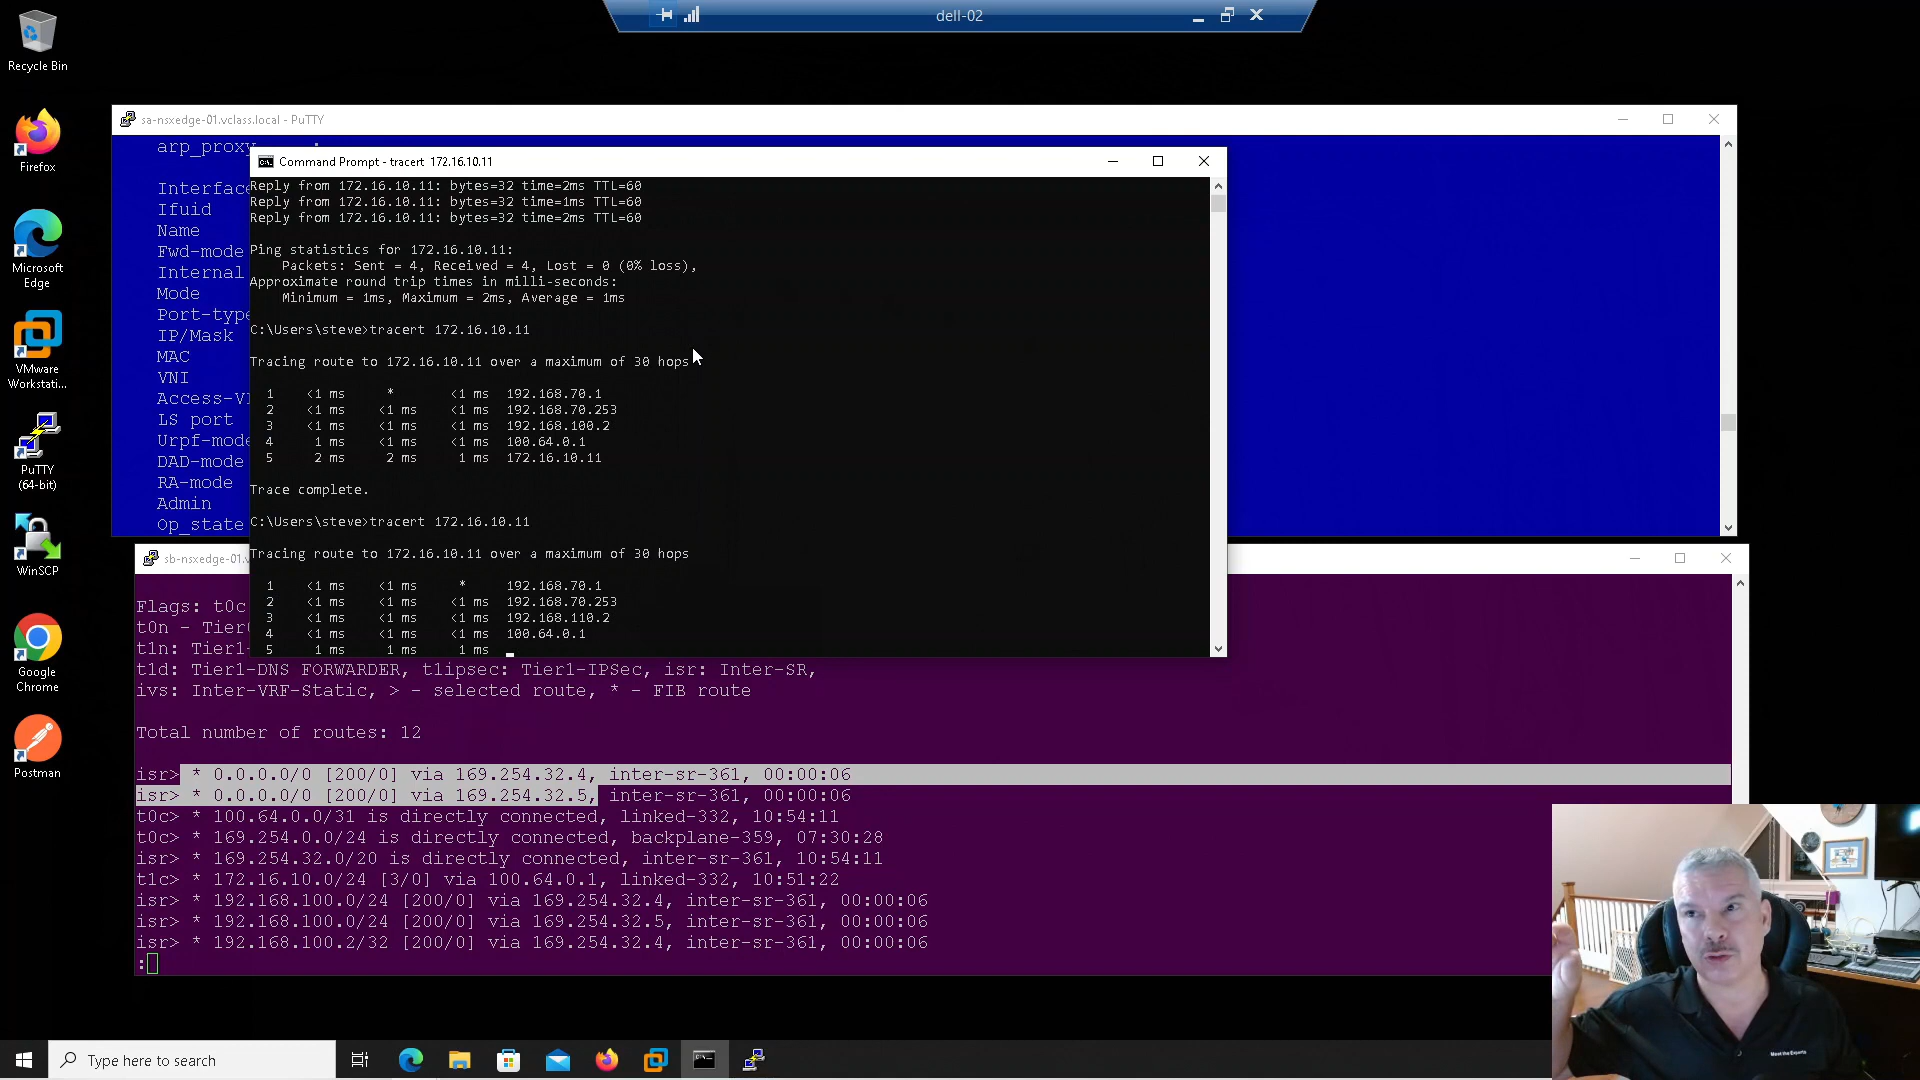 dell-02
Recycle Bin
Firefox
Microsoft
Edge
VMware
Workstati...
PuTTY
(64-bit)
WinSCP
Google
Chrome
Postman
sa-nsxedge-01.vclass.local - PuTTY
arp_proxy :
Interface
Ifuid
Name
Fwd-mode
Internal
Mode
Port-type
IP/Mask
MAC
VNI
Access-VL
LS port
Urpf-mode
DAD-mode
RA-mode
Admin
Op_state
Command Prompt - tracert 172.16.10.11
Reply from 172.16.10.11: bytes=32 time=2ms TTL=60
Reply from 172.16.10.11: bytes=32 time=1ms TTL=60
Reply from 172.16.10.11: bytes=32 time=2ms TTL=60
Ping statistics for 172.16.10.11:
Packets: Sent = 4, Received = 4, Lost = 0 (0% loss),
Approximate round trip times in milli-seconds:
Minimum = 1ms, Maximum = 2ms, Average = 1ms
C:\Users\steve>tracert 172.16.10.11
Tracing route to 172.16.10.11 over a maximum of 30 hops
1 <1 ms * <1 ms 192.168.70.1
2 <1 ms <1 ms <1 ms 192.168.70.253
3 <1 ms <1 ms <1 ms 192.168.100.2
4 1 ms <1 ms <1 ms 100.64.0.1
5 2 ms 2 ms 1 ms 172.16.10.11
Trace complete.
C:\Users\steve>tracert 172.16.10.11
Tracing route to 172.16.10.11 over a maximum of 30 hops
1 <1 ms <1 ms * 192.168.70.1
2 <1 ms <1 ms <1 ms 192.168.70.253
3 <1 ms <1 ms <1 ms 192.168.110.2
4 <1 ms <1 ms <1 ms 100.64.0.1
5 1 ms 1 ms 1 ms
sb-nsxedge-01.v
Flags: t0c
t0n - Tier0
t1n: Tier1-
t1d: Tier1-DNS FORWARDER, t1ipsec: Tier1-IPSec, isr: Inter-SR,
ivs: Inter-VRF-Static, > - selected route, * - FIB route
Total number of routes: 12
isr> * 0.0.0.0/0 [200/0] via 169.254.32.4, inter-sr-361, 00:00:06
isr> * 0.0.0.0/0 [200/0] via 169.254.32.5, inter-sr-361, 00:00:06
t0c> * 100.64.0.0/31 is directly connected, linked-332, 10:54:11
t0c> * 169.254.0.0/24 is directly connected, backplane-359, 07:30:28
isr> * 169.254.32.0/20 is directly connected, inter-sr-361, 10:54:11
t1c> * 172.16.10.0/24 [3/0] via 100.64.0.1, linked-332, 10:51:22
isr> * 192.168.100.0/24 [200/0] via 169.254.32.4, inter-sr-361, 00:00:06
isr> * 192.168.100.0/24 [200/0] via 169.254.32.5, inter-sr-361, 00:00:06
isr> * 192.168.100.2/32 [200/0] via 169.254.32.4, inter-sr-361, 00:00:06
:
Meet the Experts
Type here to search